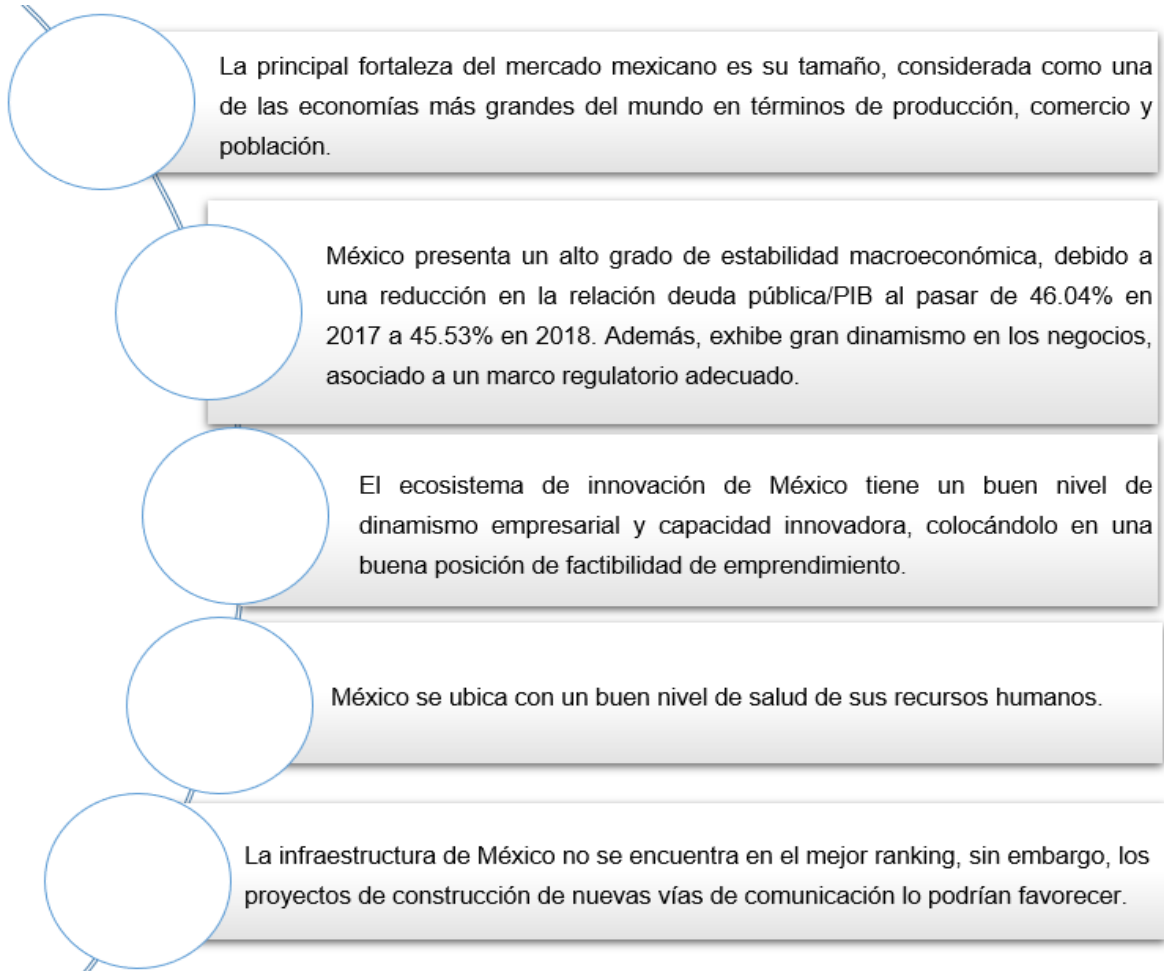 La principal fortaleza del mercado mexicano es su tamaño, considerada como una
de las economías más grandes del mundo en términos de producción, comercio y
población.
México presenta un alto grado de estabilidad macroeconómica, debido a
una reducción en la relación deuda pública/PIB al pasar de 46.04% en
2017 a 45.53% en 2018. Además, exhibe gran dinamismo en los negocios,
asociado a un marco regulatorio adecuado.
El ecosistema de innovación de México tiene un buen nivel de
dinamismo empresarial y capacidad innovadora, colocándolo en una
buena posición de factibilidad de emprendimiento.
México se ubica con un buen nivel de salud de sus recursos humanos.
La infraestructura de México no se encuentra en el mejor ranking, sin embargo, los
proyectos de construcción de nuevas vías de comunicación lo podrían favorecer.